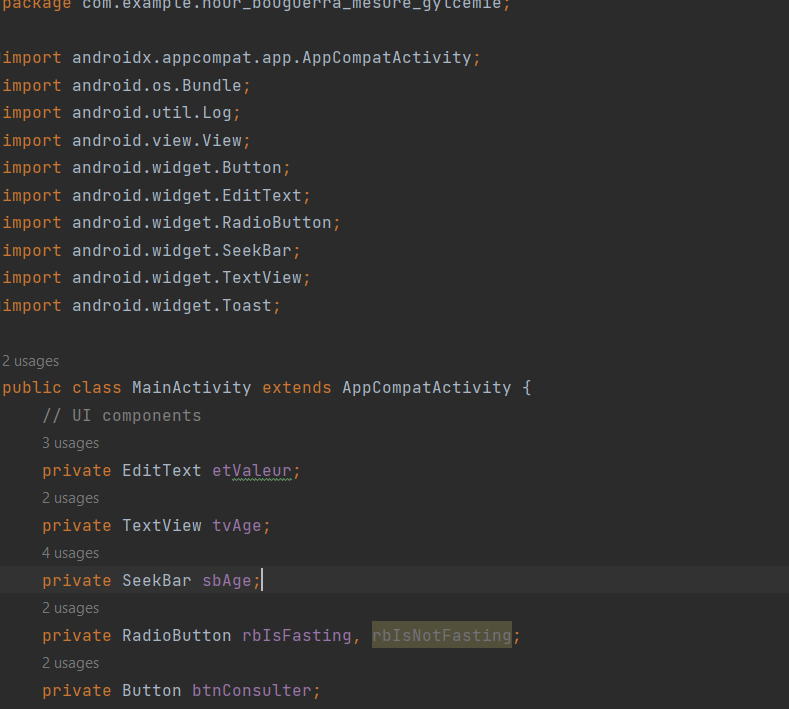 package com.example.nour_bouguerra_mesure_gylcemie;
import androidx.appcompat.app.AppCompatActivity;
import android.os.Bundle;
import android.util.Log;
import android.view.View;
import android.widget.Button;
import android.widget.EditText;
import android.widget.RadioButton;
import android.widget.SeekBar;
import android.widget.TextView;
import android.widget.Toast;
2 usages
public class MainActivity extends AppCompatActivity {
// UI components
3 usages
private EditText etValeur;
2 usages
private TextView tvAge;
4 usages
private SeekBar sbAge;
2 usages
private RadioButton rbIsFasting, rbIsNotFasting;
2 usages
private Button btnConsulter;